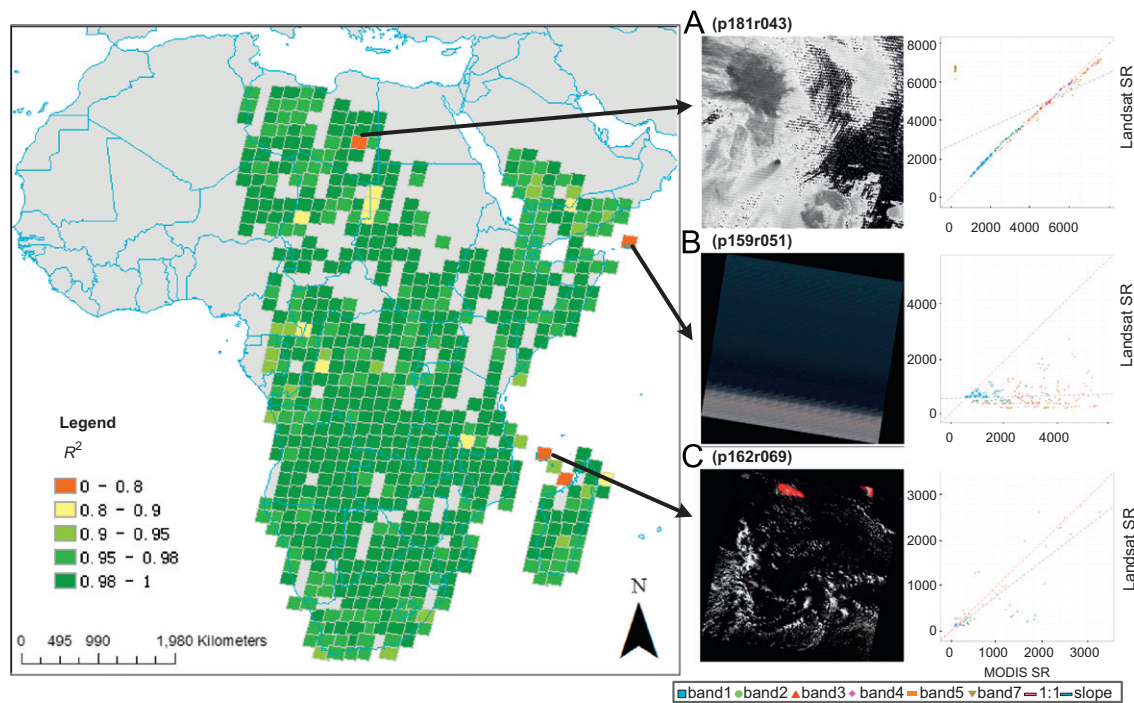 A (p181r043)
8000
6000
4000
2000
0
0 2000 4000 6000
Landsat SR
B (p159r051)
4000
2000
0
0 2000 4000
Landsat SR
C (p162r069)
3000
2000
1000
0
0 1000 2000 3000
Landsat SR
MODIS SR
Legend
R²
0 – 0.8
0.8 – 0.9
0.9 – 0.95
0.95 – 0.98
0.98 – 1
0 495 990 1,980 Kilometers
N
band1 band2 band3 band4 band5 band7 1:1 slope